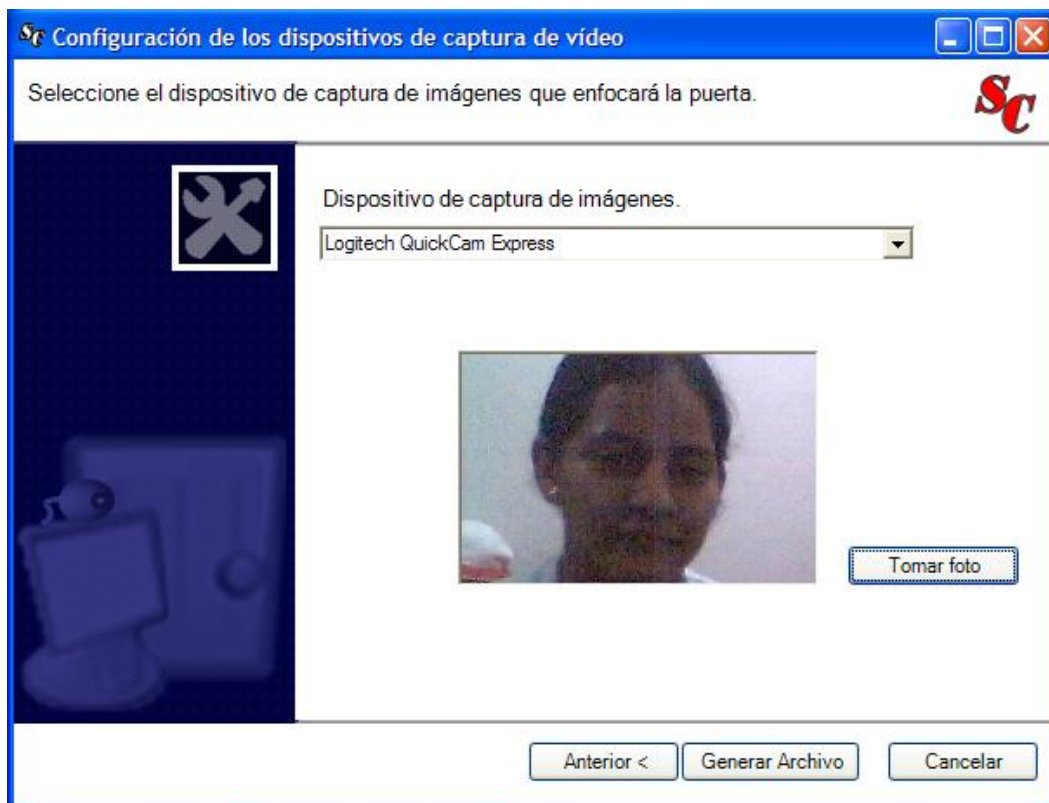 SC Configuración de los dispositivos de captura de vídeo
Seleccione el dispositivo de captura de imágenes que enfocará la puerta.
SC
Dispositivo de captura de imágenes.
Logitech QuickCam Express
Tomar foto
Anterior <
Generar Archivo
Cancelar